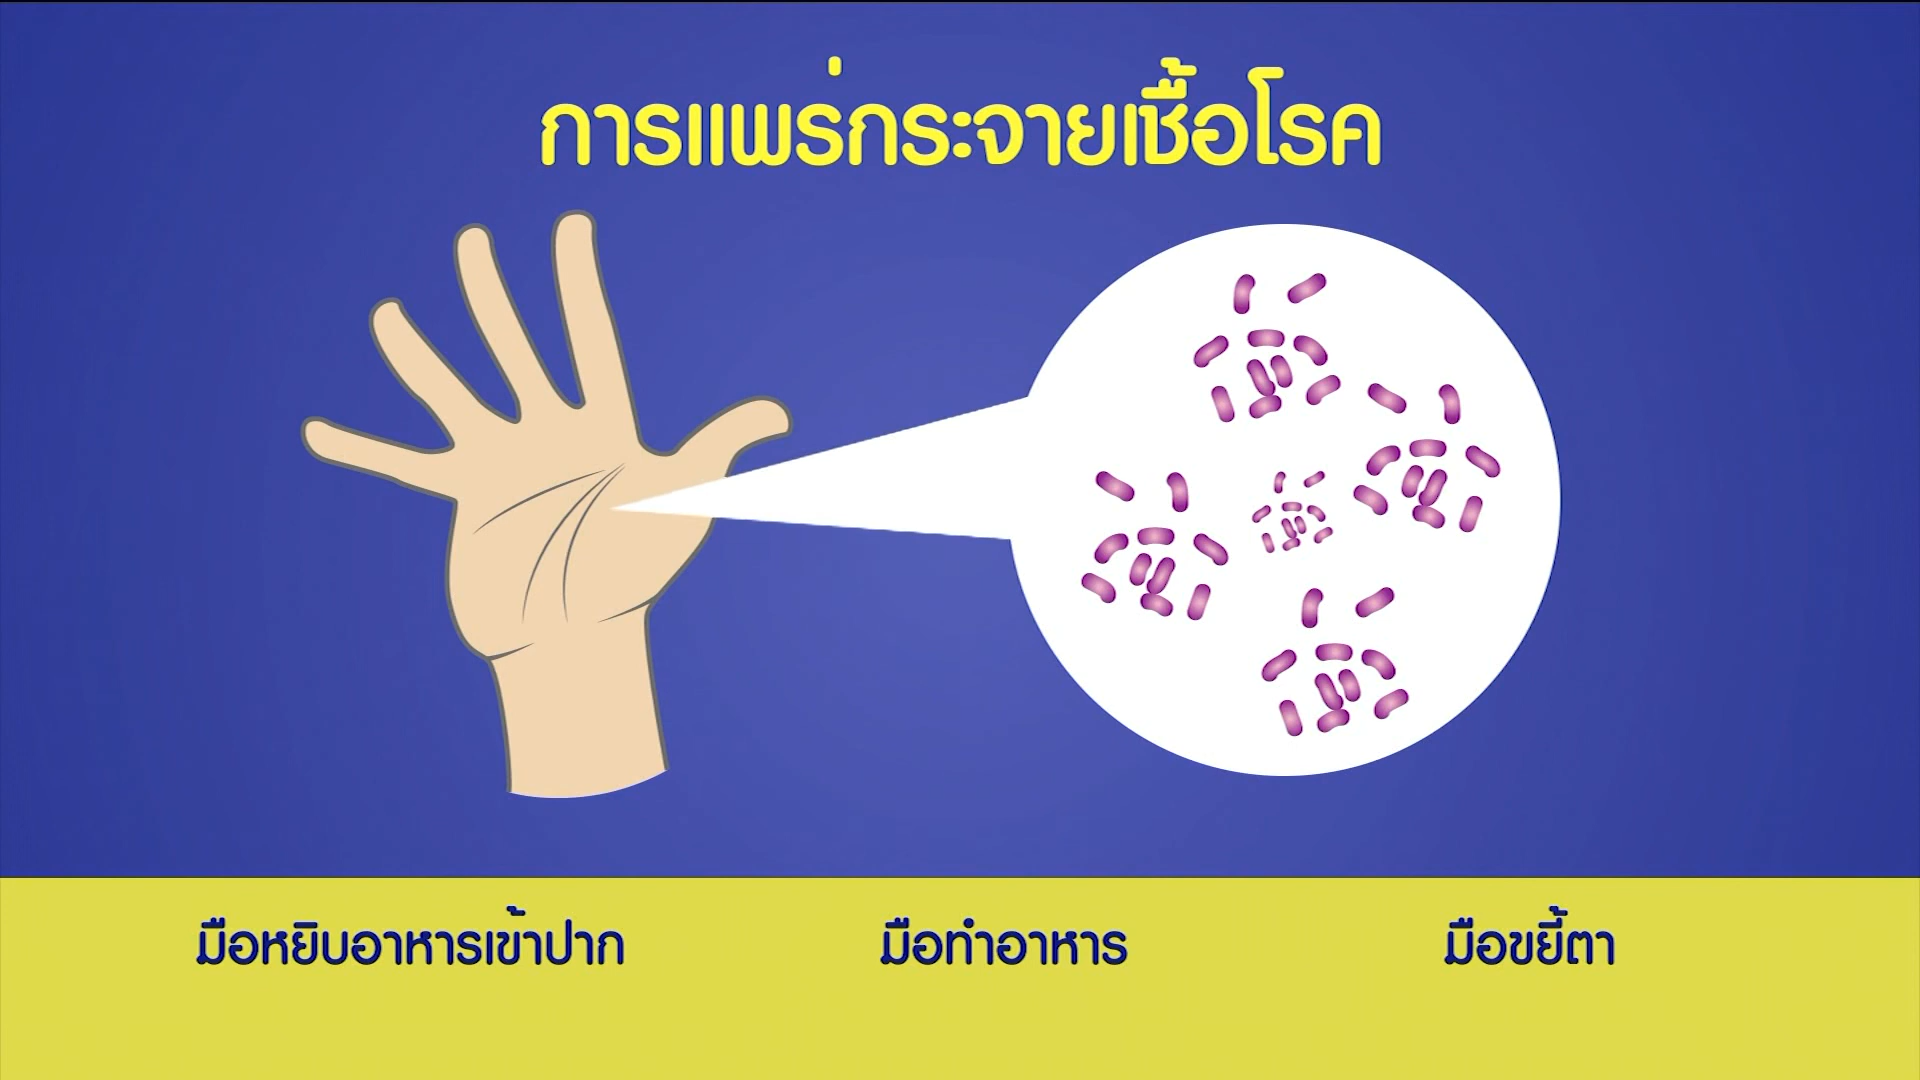 การแพร่กระจายเชื้อโรค
มือหยิบอาหารเข้าปาก
มือทำอาหาร
มือขยี้ตา